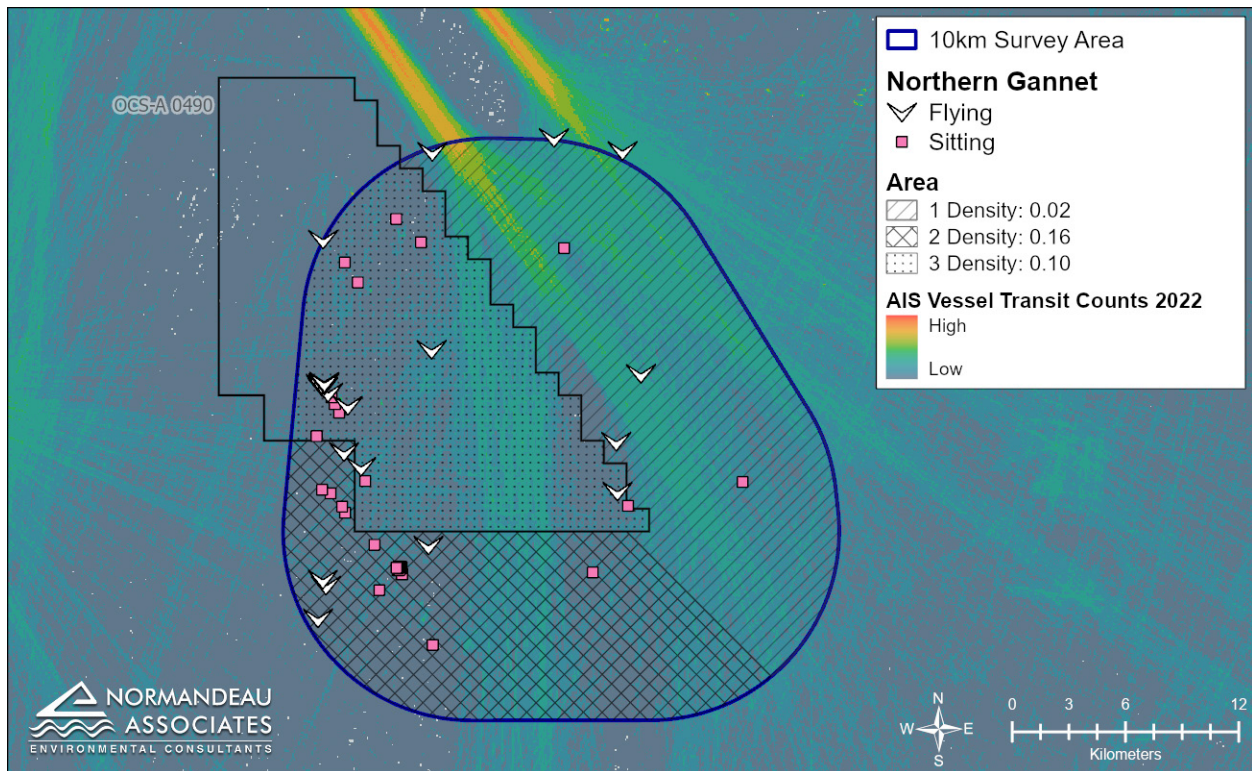 OCS-A 0490
10km Survey Area
Northern Gannet
Flying
Sitting
Area
1 Density: 0.02
2 Density: 0.16
3 Density: 0.10
AIS Vessel Transit Counts 2022
High
Low
NORMANDEAU
ASSOCIATES
ENVIRONMENTAL CONSULTANTS
N
W E
S
0 3 6 12
Kilometers